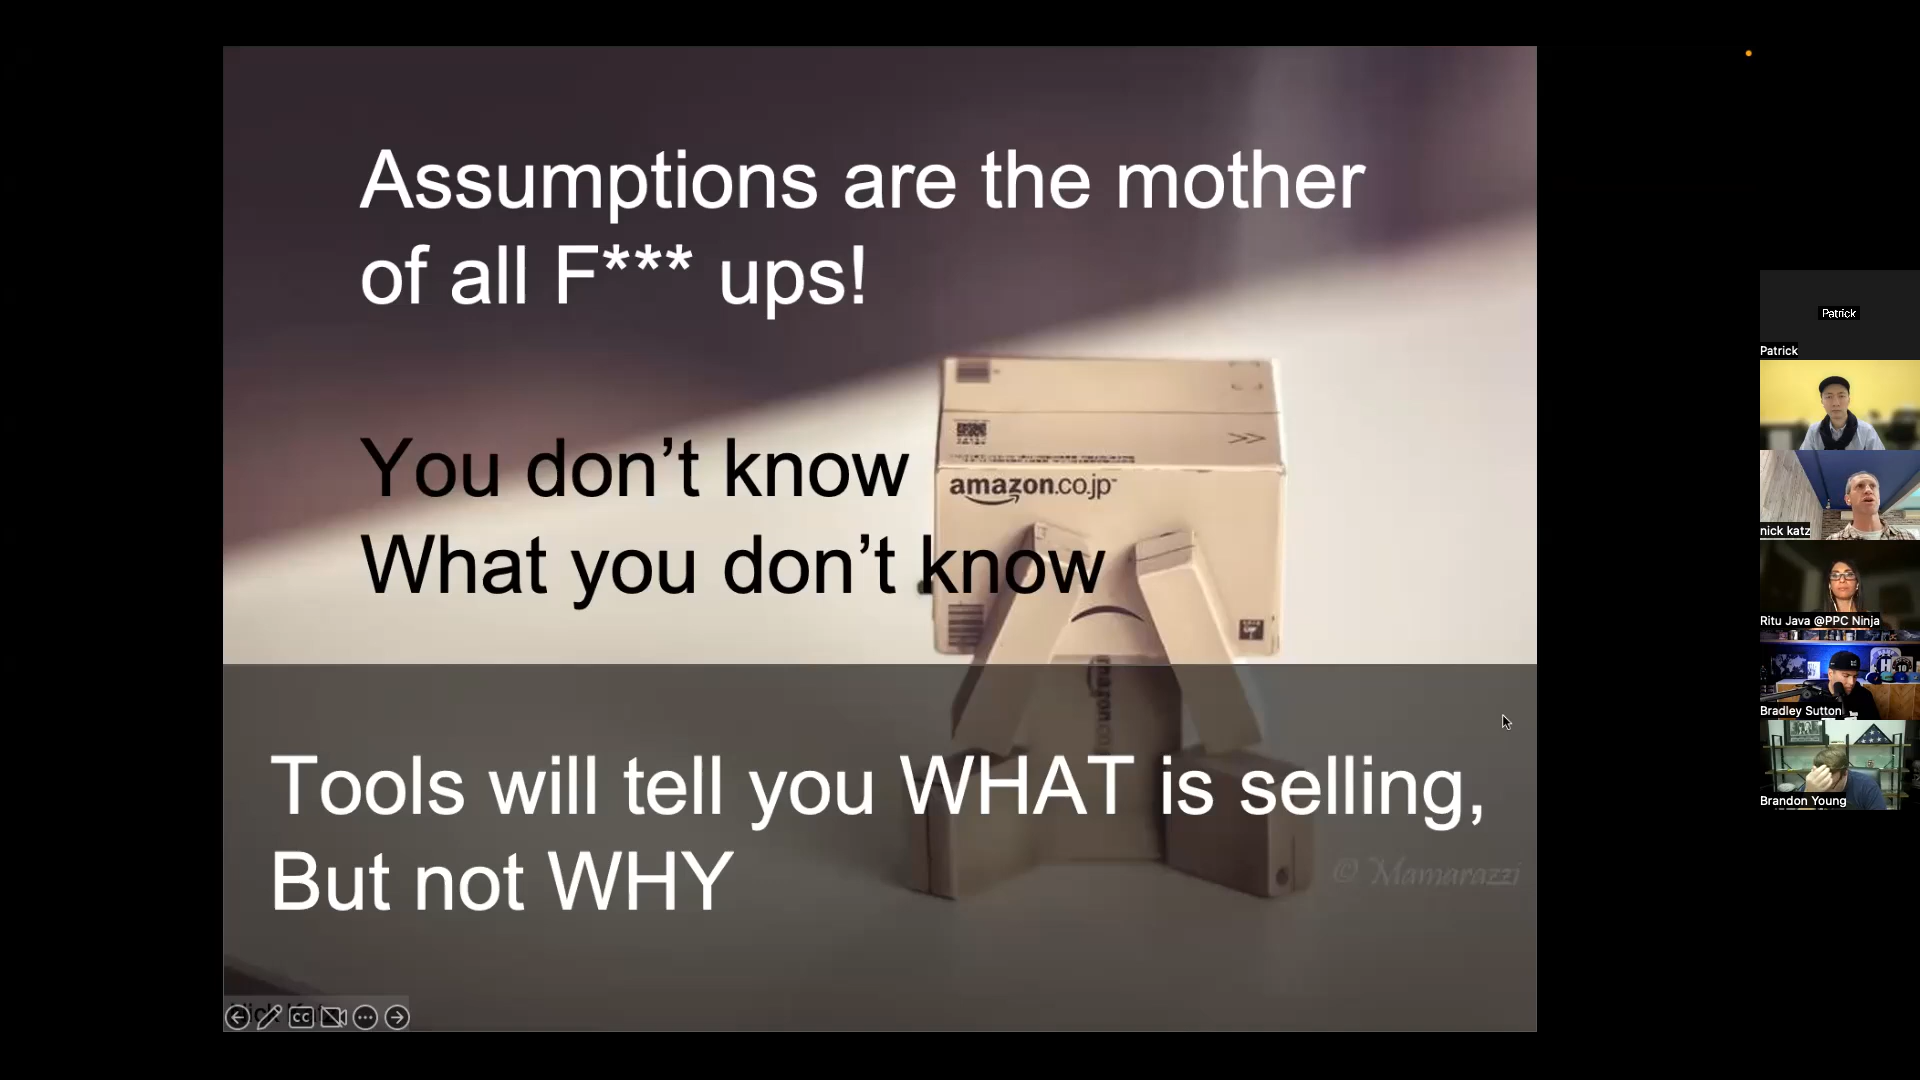 Assumptions are the mother
of all F*** ups!
You don’t know
What you don’t know
amazon.co.jp
Tools will tell you WHAT is selling,
But not WHY
© Mamarazzi
CC
Patrick
Patrick
nick katz
Ritu Java @PPC Ninja
Bradley Sutton
Brandon Young